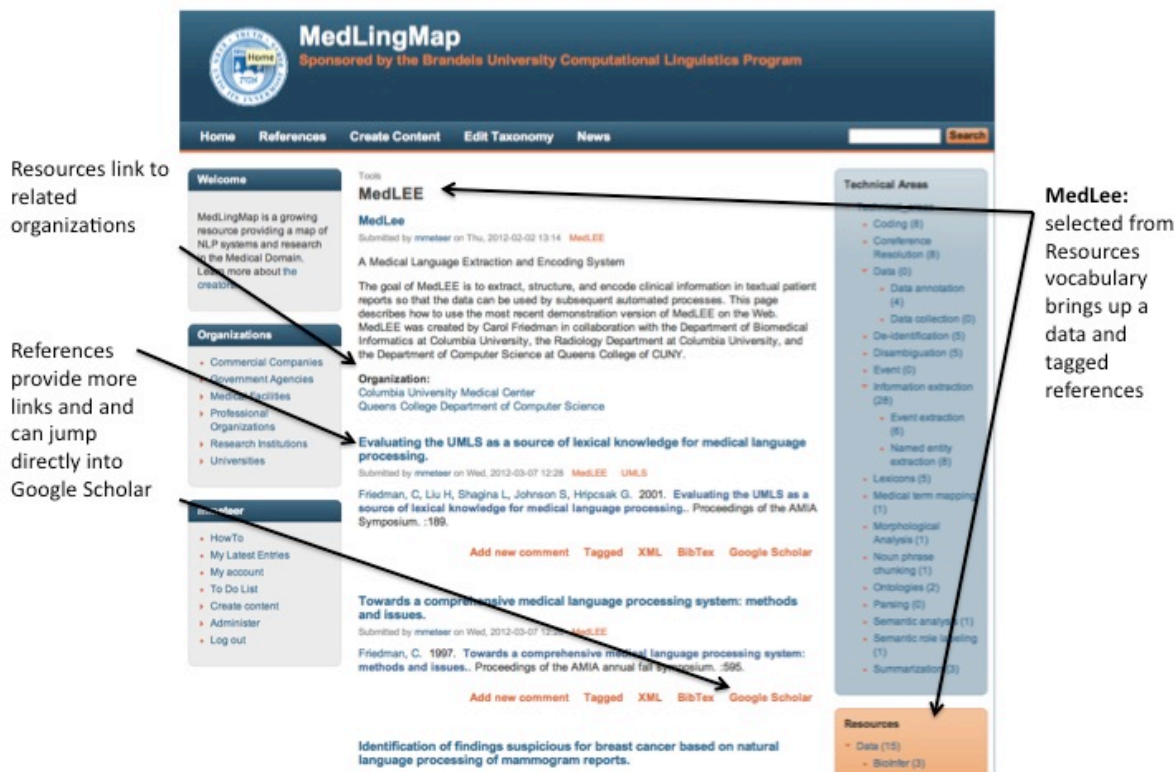 MedLingMap
Sponsored by the Brandeis University Computational Linguistics Program
Home
Home
References
Create Content
Edit Taxonomy
News
Search
Resources link to
related
organizations
References
provide more
links and and
can jump
directly into
Google Scholar
Welcome
MedLingMap is a growing
resource providing a map of
NLP systems and research
in the Medical Domain.
Learn more about the
creators
Organizations
Commercial Companies
Government Agencies
Medical Facilities
Professional
Organizations
Research Institutions
Universities
mmeteer
HowTo
My Latest Entries
My account
To Do List
Create content
Administer
Log out
Tools
MedLEE
MedLee
Submitted by mmeteer on Thu, 2012-02-02 13:14 MedLEE
A Medical Language Extraction and Encoding System
The goal of MedLEE is to extract, structure, and encode clinical information in textual patient
reports so that the data can be used by subsequent automated processes. This page
describes how to use the most recent demonstration version of MedLEE on the Web.
MedLEE was created by Carol Friedman in collaboration with the Department of Biomedical
Informatics at Columbia University, the Radiology Department at Columbia University, and
the Department of Computer Science at Queens College of CUNY.
Organization:
Columbia University Medical Center
Queens College Department of Computer Science
Evaluating the UMLS as a source of lexical knowledge for medical language
processing.
Submitted by mmeteer on Wed, 2012-03-07 12:28 MedLEE UMLS
Friedman, C, Liu H, Shagina L, Johnson S, Hripcsak G. 2001. Evaluating the UMLS as a
source of lexical knowledge for medical language processing.. Proceedings of the AMIA
Symposium. :189.
Add new comment Tagged XML BibTex Google Scholar
Towards a comprehensive medical language processing system: methods
and issues.
Submitted by mmeteer on Wed, 2012-03-07 MedLEE
Friedman, C. 1997. Towards a comprehensive medical language processing system:
methods and issues.. Proceedings of the AMIA annual fall symposium. :595.
Add new comment Tagged XML BibTex Google Scholar
Identification of findings suspicious for breast cancer based on natural
language processing of mammogram reports.
Technical Areas
Coding (8)
Coreference
Resolution (8)
Data (0)
Data annotation
(4)
Data collection (0)
De-identification (5)
Disambiguation (5)
Event (0)
Information extraction
(28)
Event extraction
(6)
Named entity
extraction (8)
Lexicons (5)
Medical term mapping
(1)
Morphological
Analysis (1)
Noun phrase
chunking (1)
Ontologies (2)
Parsing (0)
Semantic analysis (1)
Semantic role labeling
(1)
Summarization (3)
Resources
Data (15)
BioInfer (3)
MedLee:
selected from
Resources
vocabulary
brings up a
data and
tagged
references